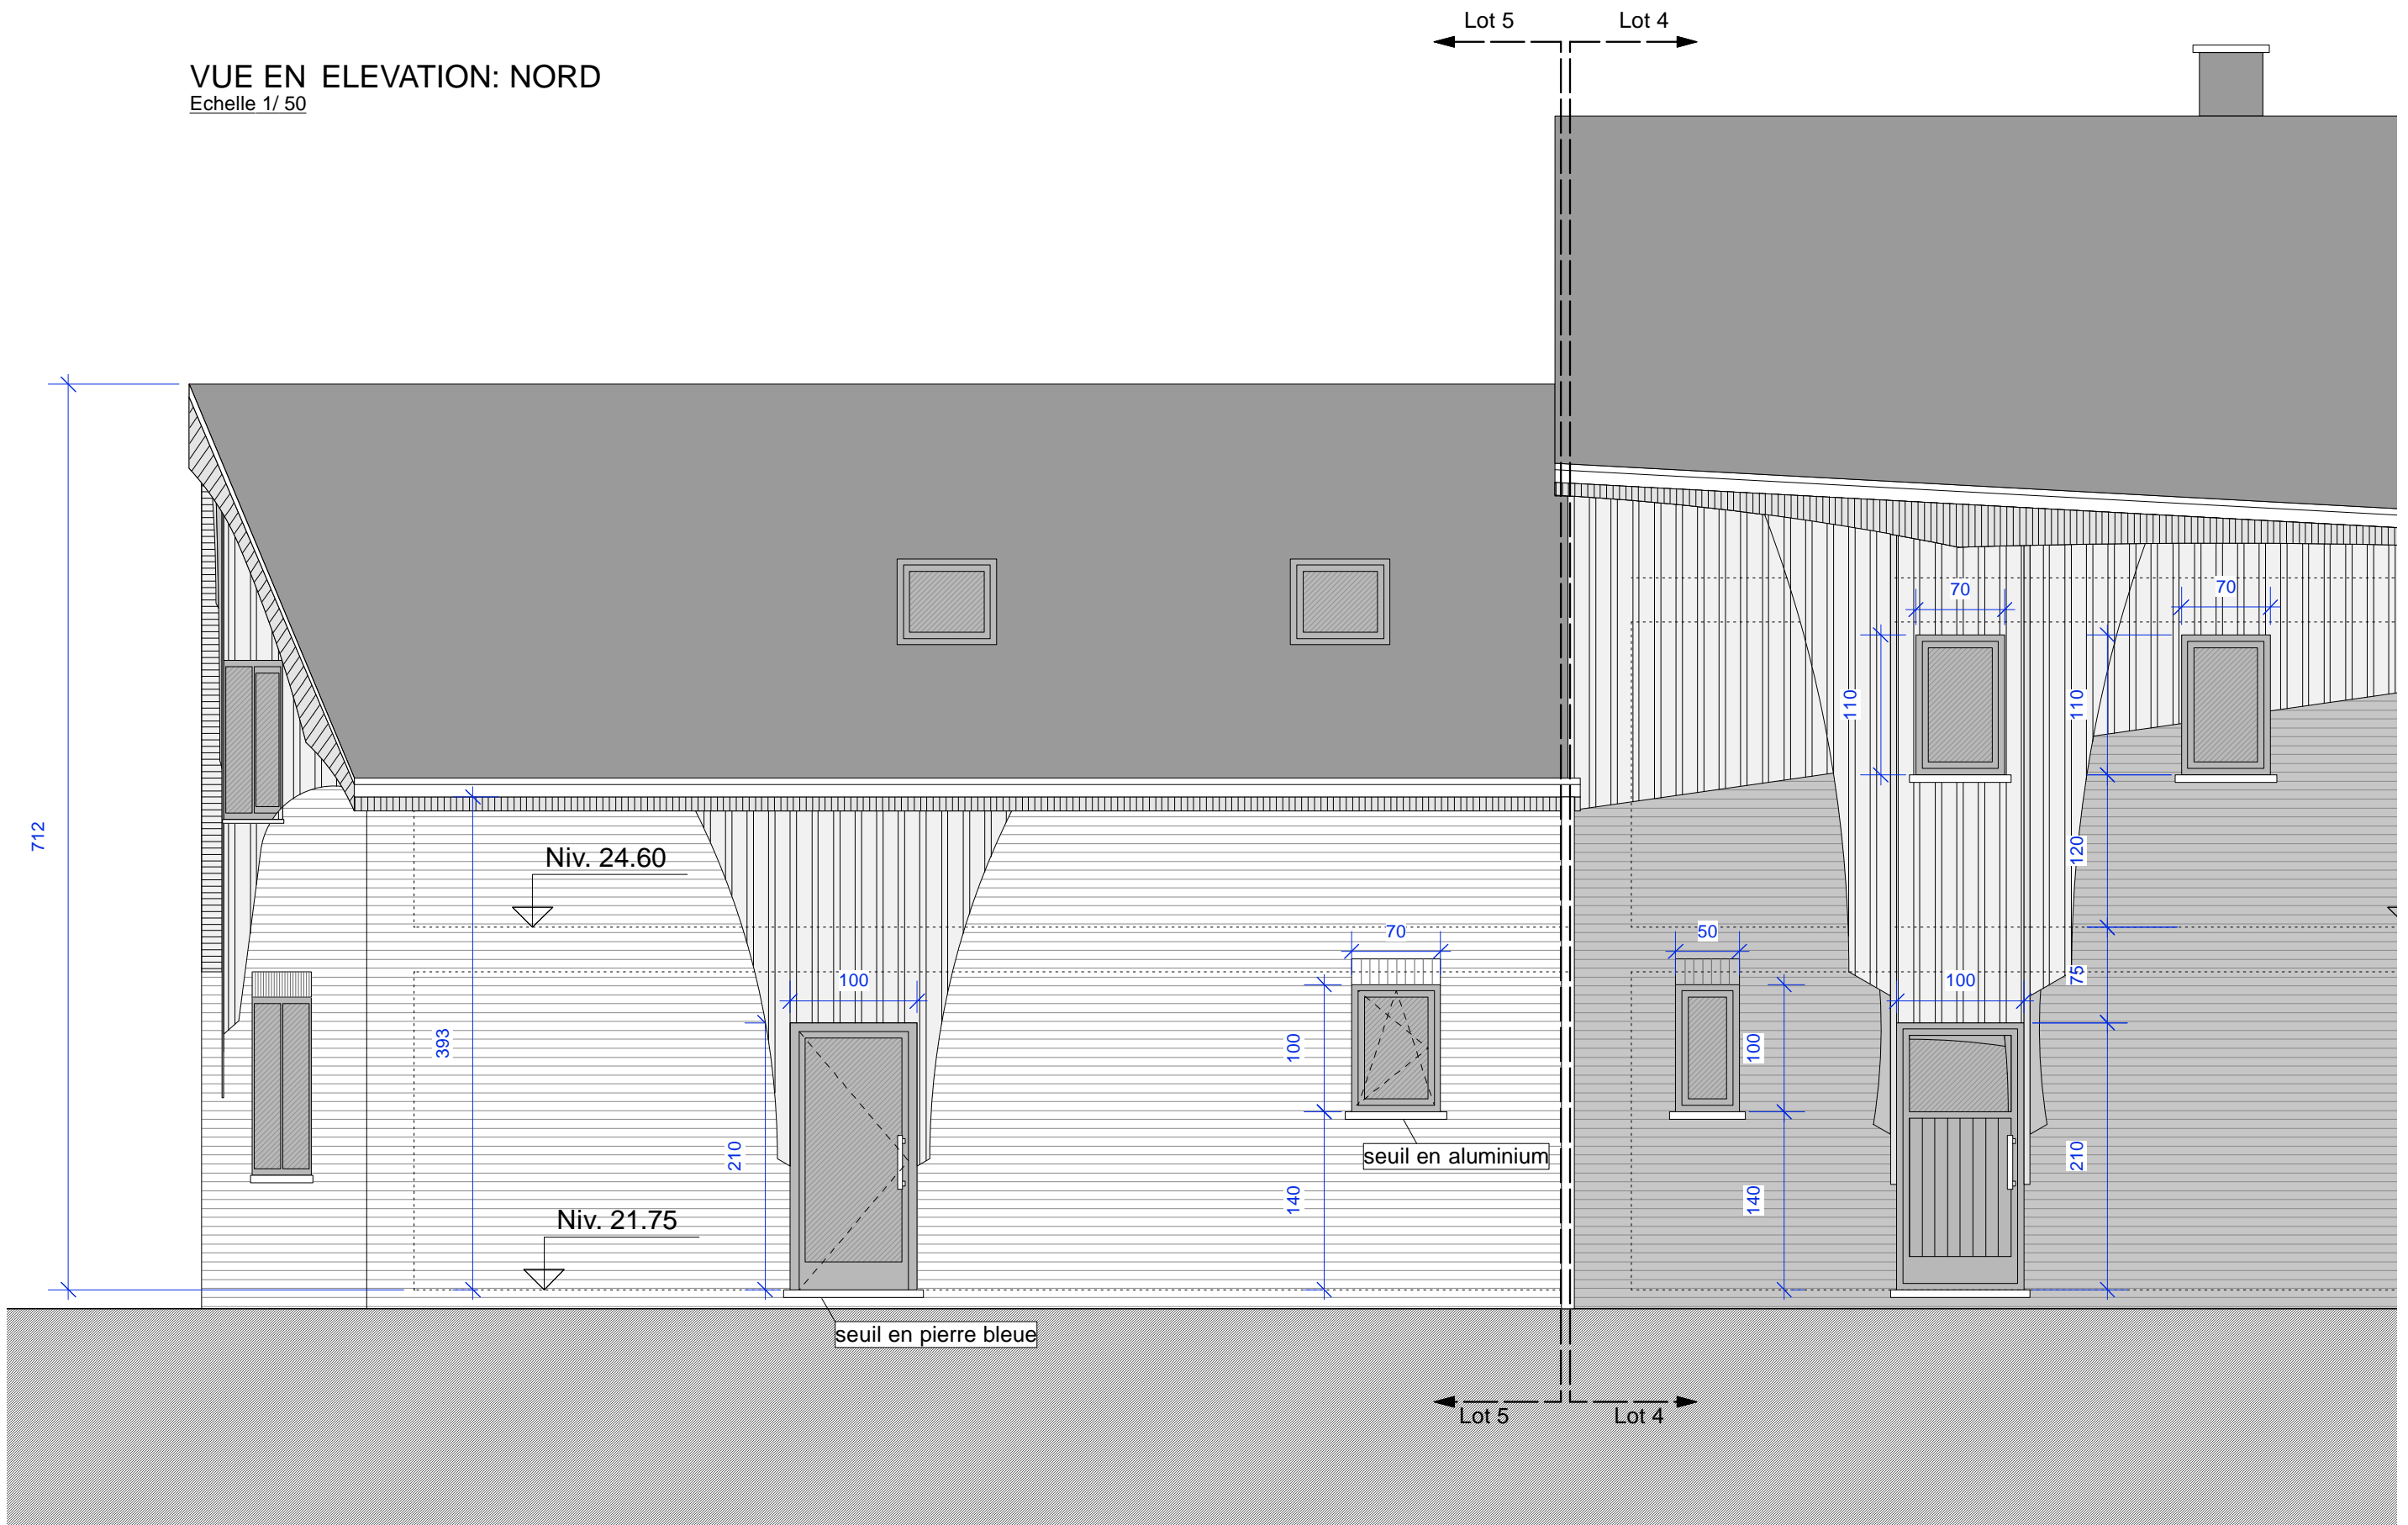 Lot 5
Lot 4
VUE EN ELEVATION: NORD
Echelle 1/ 50
70
70
110
110
712
Niv. 24.60
120
70
50
100
100
75
393
100
100
210
seuil en aluminium
210
140
140
Niv. 21.75
seuil en pierre bleue
Lot 5
Lot 4